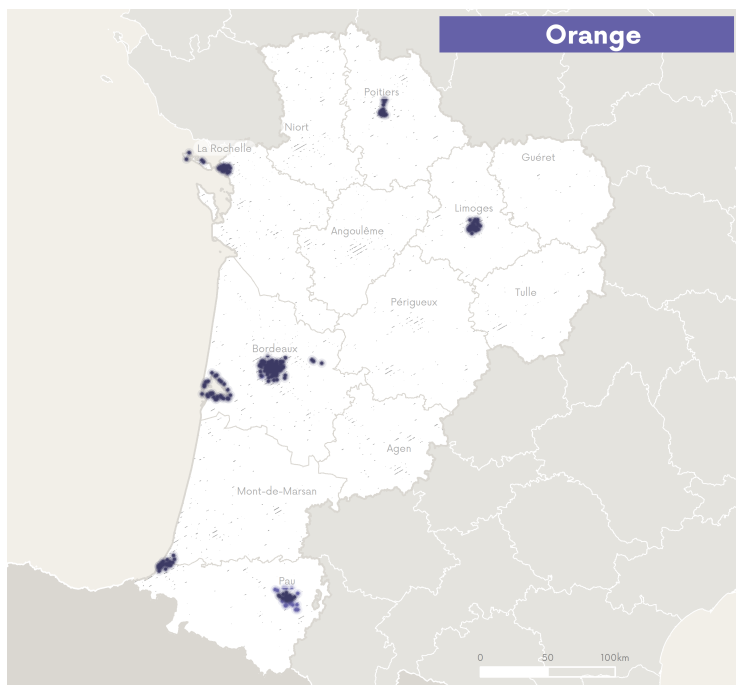 Orange
Poitiers
Niort
La Rochelle
Guéret
Limoges
Angoulême
Tulle
Périgueux
Bordeaux
Agen
Mont-de-Marsan
Pau
0 50 100km